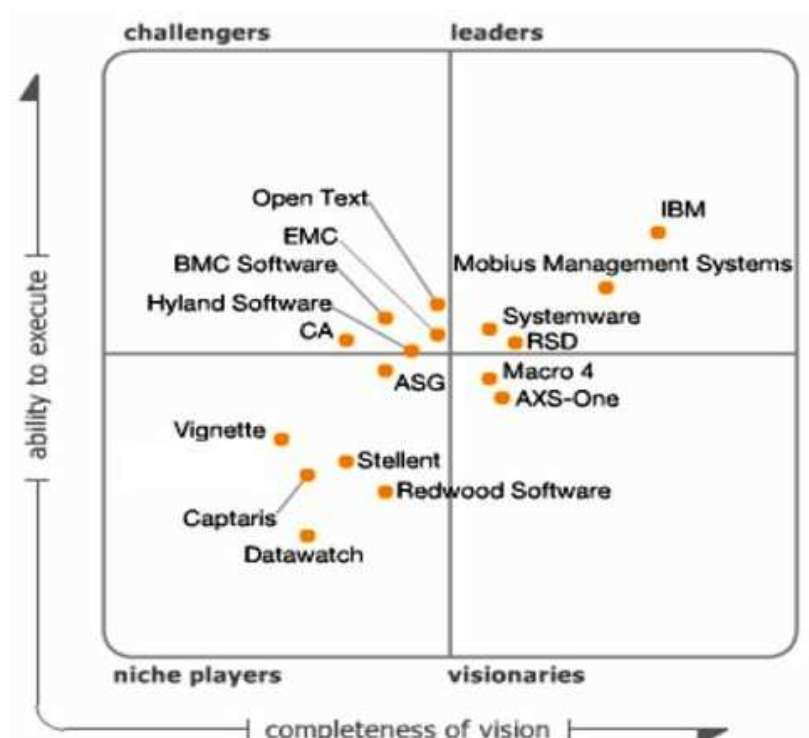 challengers
leaders
Open Text
IBM
EMC
BMC Software
Mobius Management Systems
Hyland Software
Systemware
CA
RSD
ASG
Macro 4
AXS-One
Vignette
Stellent
Redwood Software
Captaris
Datawatch
ability to execute
niche players
visionaries
completeness of vision